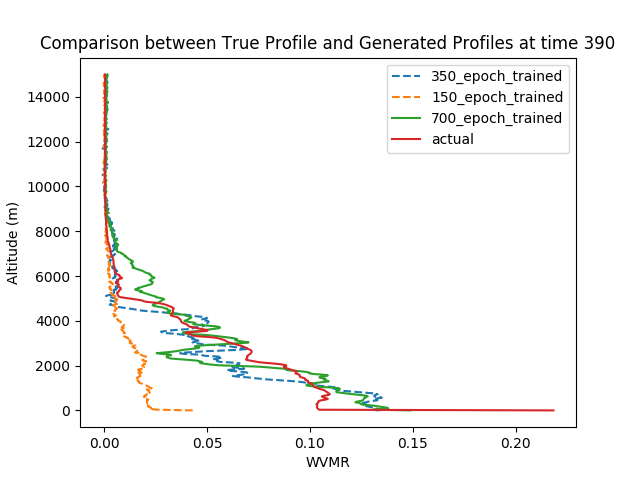 Comparison between True Profile and Generated Profiles at time 390
350_epoch_trained
150_epoch_trained
700_epoch_trained
actual
Altitude (m)
14000
12000
10000
8000
6000
4000
2000
0
0.00 0.05 0.10 0.15 0.20
WVMR